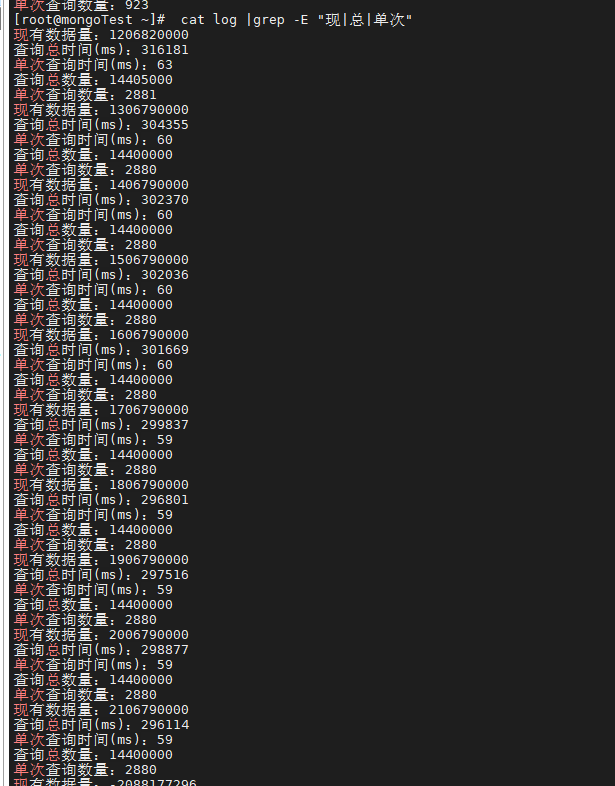 单次查询数量：923
[root@mongoTest ~]#  cat log |grep -E "现|总|单次"
现有数据量：1206820000
查询总时间(ms)：316181
单次查询时间(ms)：63
查询总数量：14405000
单次查询数量：2881
现有数据量：1306790000
查询总时间(ms)：304355
单次查询时间(ms)：60
查询总数量：14400000
单次查询数量：2880
现有数据量：1406790000
查询总时间(ms)：302370
单次查询时间(ms)：60
查询总数量：14400000
单次查询数量：2880
现有数据量：1506790000
查询总时间(ms)：302036
单次查询时间(ms)：60
查询总数量：14400000
单次查询数量：2880
现有数据量：1606790000
查询总时间(ms)：301669
单次查询时间(ms)：60
查询总数量：14400000
单次查询数量：2880
现有数据量：1706790000
查询总时间(ms)：299837
单次查询时间(ms)：59
查询总数量：14400000
单次查询数量：2880
现有数据量：1806790000
查询总时间(ms)：296801
单次查询时间(ms)：59
查询总数量：14400000
单次查询数量：2880
现有数据量：1906790000
查询总时间(ms)：297516
单次查询时间(ms)：59
查询总数量：14400000
单次查询数量：2880
现有数据量：2006790000
查询总时间(ms)：298877
单次查询时间(ms)：59
查询总数量：14400000
单次查询数量：2880
现有数据量：2106790000
查询总时间(ms)：296114
单次查询时间(ms)：59
查询总数量：14400000
单次查询数量：2880
现有数据量：-2088177296